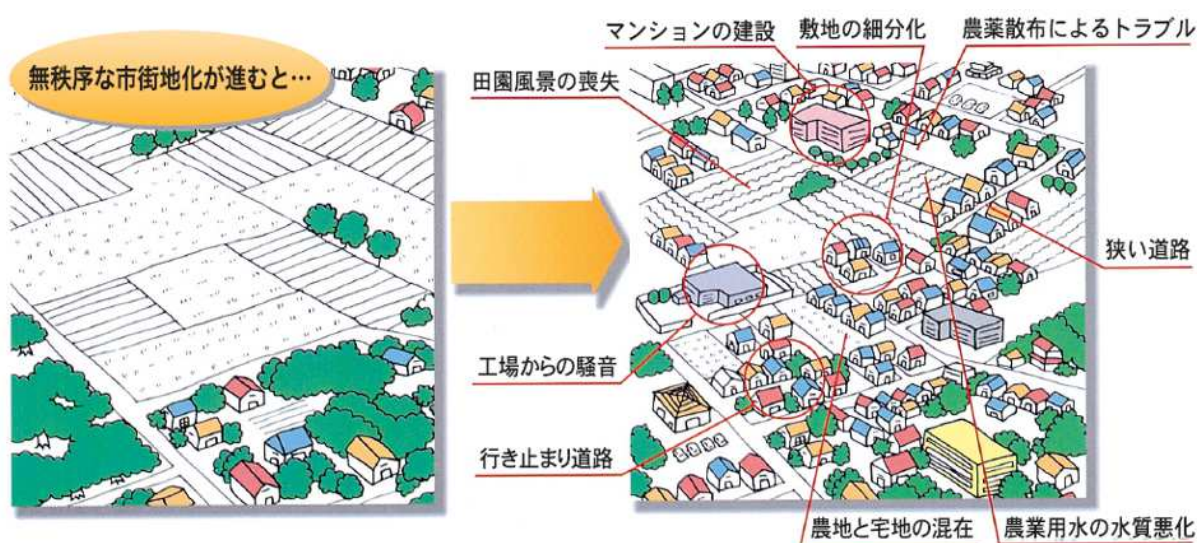 無秩序な市街地化が進むと…
マンションの建設
敷地の細分化
農薬散布によるトラブル
田園風景の喪失
狭い道路
工場からの騒音
行き止まり道路
農地と宅地の混在
農業用水の水質悪化